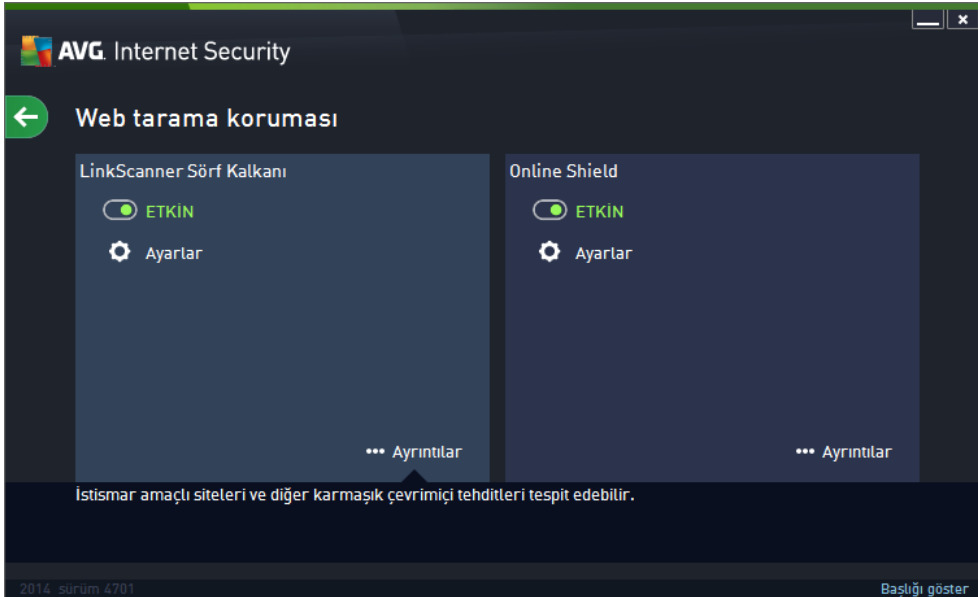 AVG. Internet Security
Web tarama koruması
LinkScanner Sörf Kalkanı
ETKİN
Ayarlar
••• Ayrıntılar
Online Shield
ETKİN
Ayarlar
••• Ayrıntılar
İstismar amaçlı siteleri ve diğer karmaşık çevrimiçi tehditleri tespit edebilir.
2014 sürüm 4701
Başlığı göster